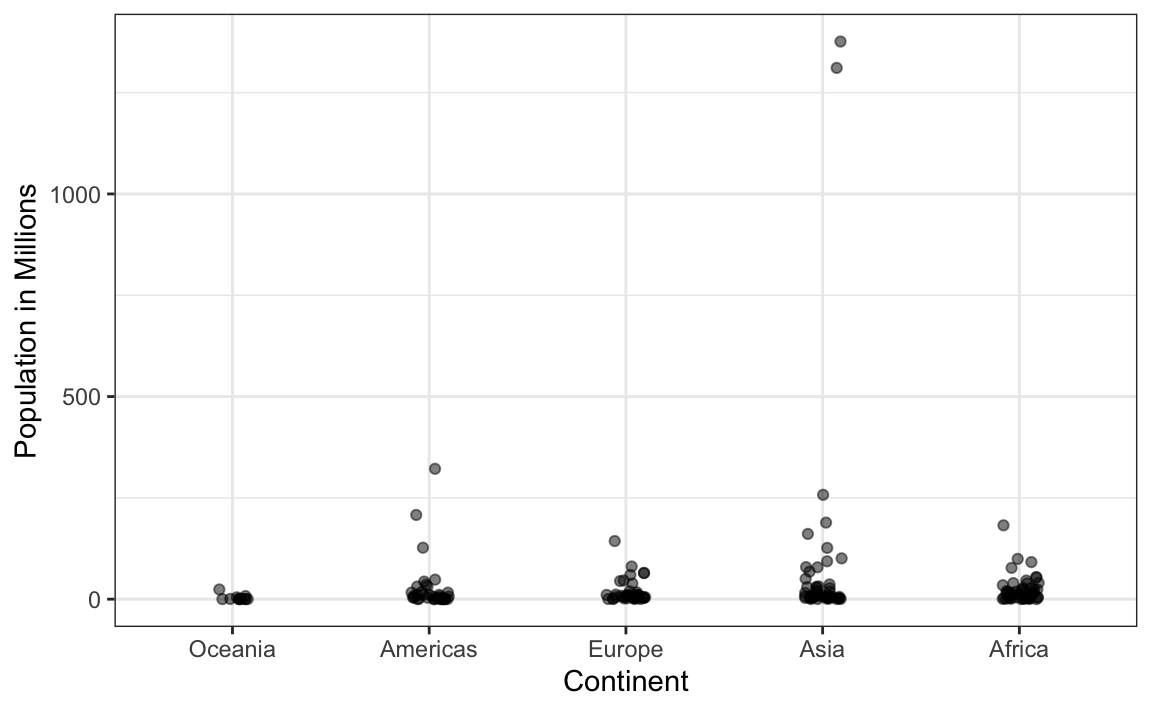 Population in Millions
1000
500
0
Oceania
Americas
Europe
Asia
Africa
Continent